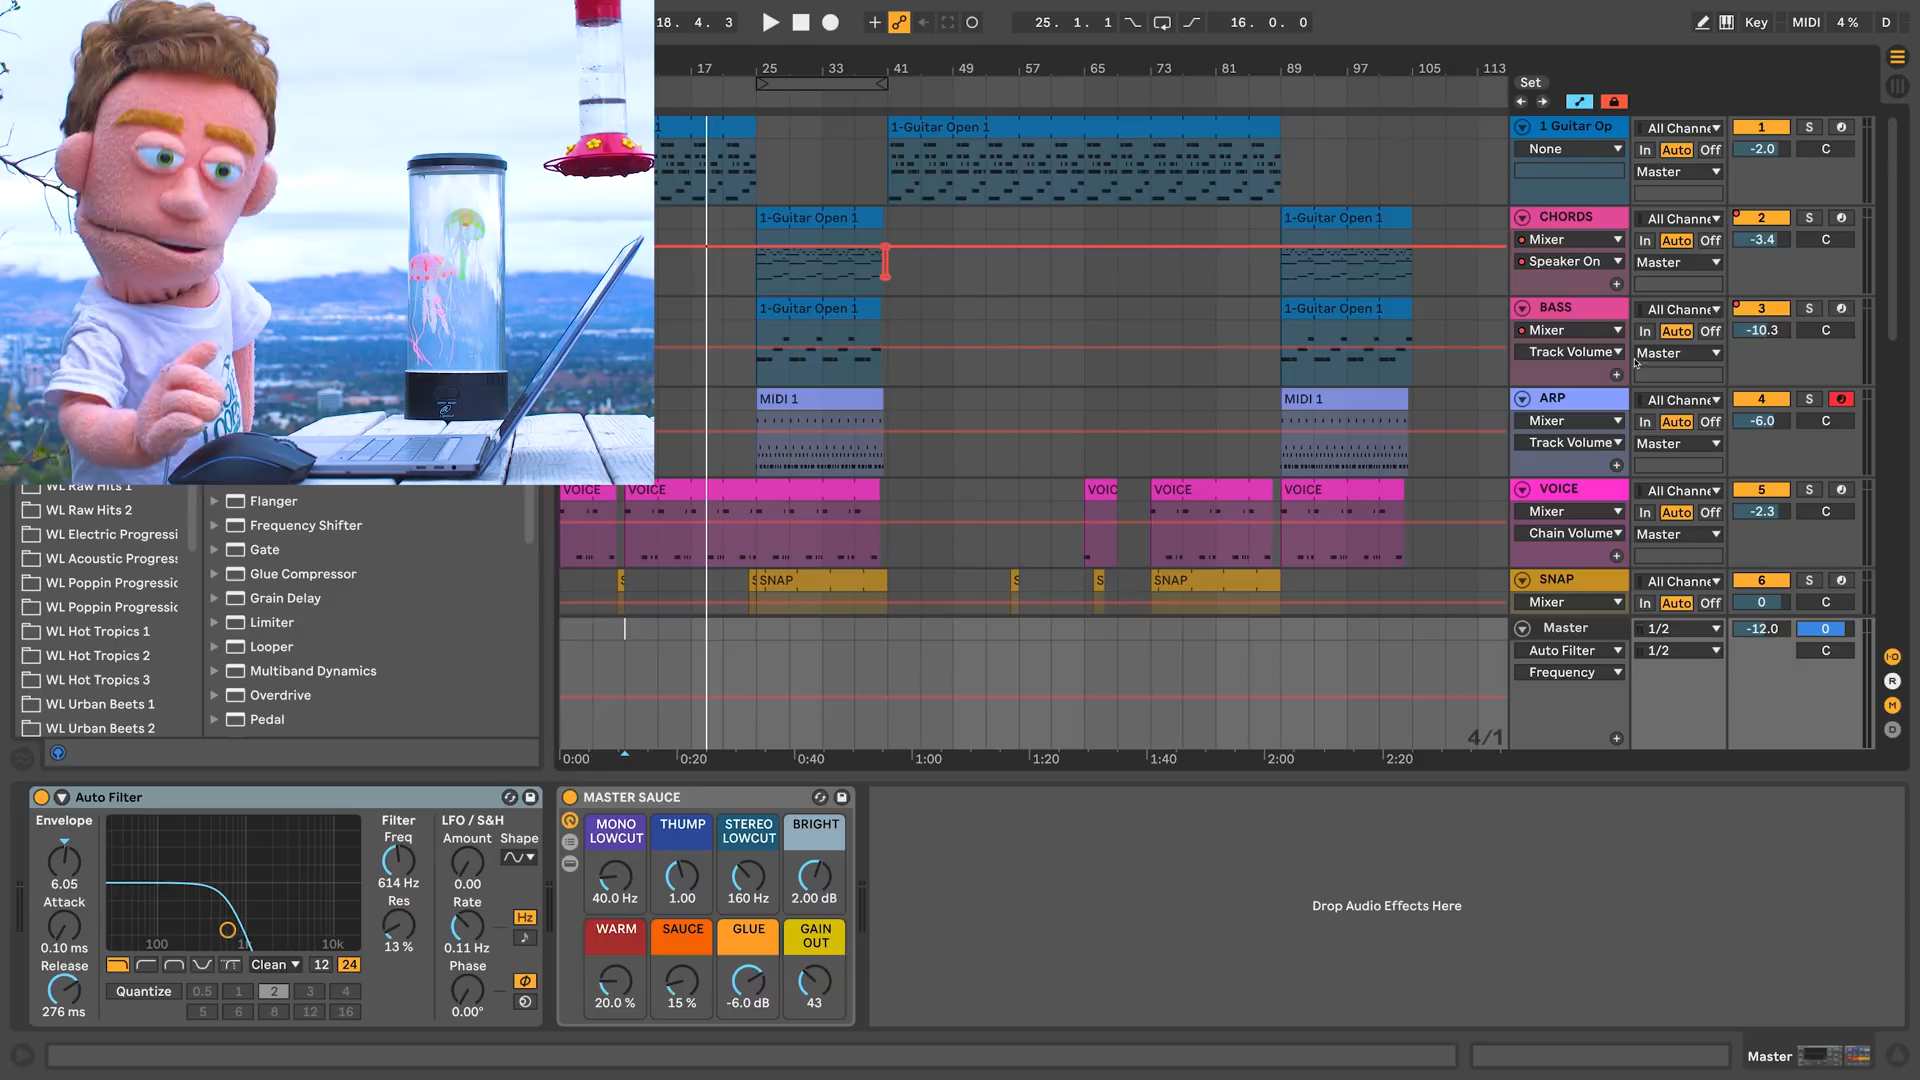 18. 4. 3
25. 1. 1
16. 0. 0
Key
MIDI
4 %
D
17 25 33 41 49 57 65 73 81 89 97 105 113
Set
1-Guitar Open 1
1 Guitar Op
None
All Channe
In Auto Off
Master
1 S
-2.0 C
1-Guitar Open 1
1-Guitar Open 1
CHORDS
Mixer
Speaker On
All Channe
In Auto Off
Master
2 S
-3.4 C
1-Guitar Open 1
1-Guitar Open 1
BASS
Mixer
Track Volume
All Channe
In Auto Off
Master
3 S
-10.3 C
MIDI 1
MIDI 1
ARP
Mixer
Track Volume
All Channe
In Auto Off
Master
4 S
-6.0 C
VOICE
VOICE
VOIC
VOICE
VOICE
VOICE
Mixer
Chain Volume
All Channe
In Auto Off
Master
5 S
-2.3 C
S
SNAP
S
S
SNAP
SNAP
Mixer
All Channe
In Auto Off
6 S
0 C
Master
Auto Filter
Frequency
1/2
1/2
-12.0 0
C
4/1
0:00 0:20 0:40 1:00 1:20 1:40 2:00 2:20
WL Raw Hits 1
WL Raw Hits 2
WL Electric Progressi
WL Acoustic Progress
WL Poppin Progressic
WL Poppin Progressic
WL Hot Tropics 1
WL Hot Tropics 2
WL Hot Tropics 3
WL Urban Beets 1
WL Urban Beets 2
Flanger
Frequency Shifter
Gate
Glue Compressor
Grain Delay
Limiter
Looper
Multiband Dynamics
Overdrive
Pedal
I·O
R
M
D
Auto Filter
Envelope
6.05
Attack
0.10 ms
Release
276 ms
100 1k 10k
Clean 12 24
Quantize 0.5 1 2 3 4
5 6 8 12 16
Filter
Freq
614 Hz
Res
13 %
LFO / S&H
Amount Shape
0.00
Rate
Hz
0.11 Hz
Phase
0.00°
MASTER SAUCE
MONO LOWCUT
40.0 Hz
THUMP
1.00
STEREO LOWCUT
160 Hz
BRIGHT
2.00 dB
WARM
20.0 %
SAUCE
15 %
GLUE
-6.0 dB
GAIN OUT
43
Drop Audio Effects Here
Master